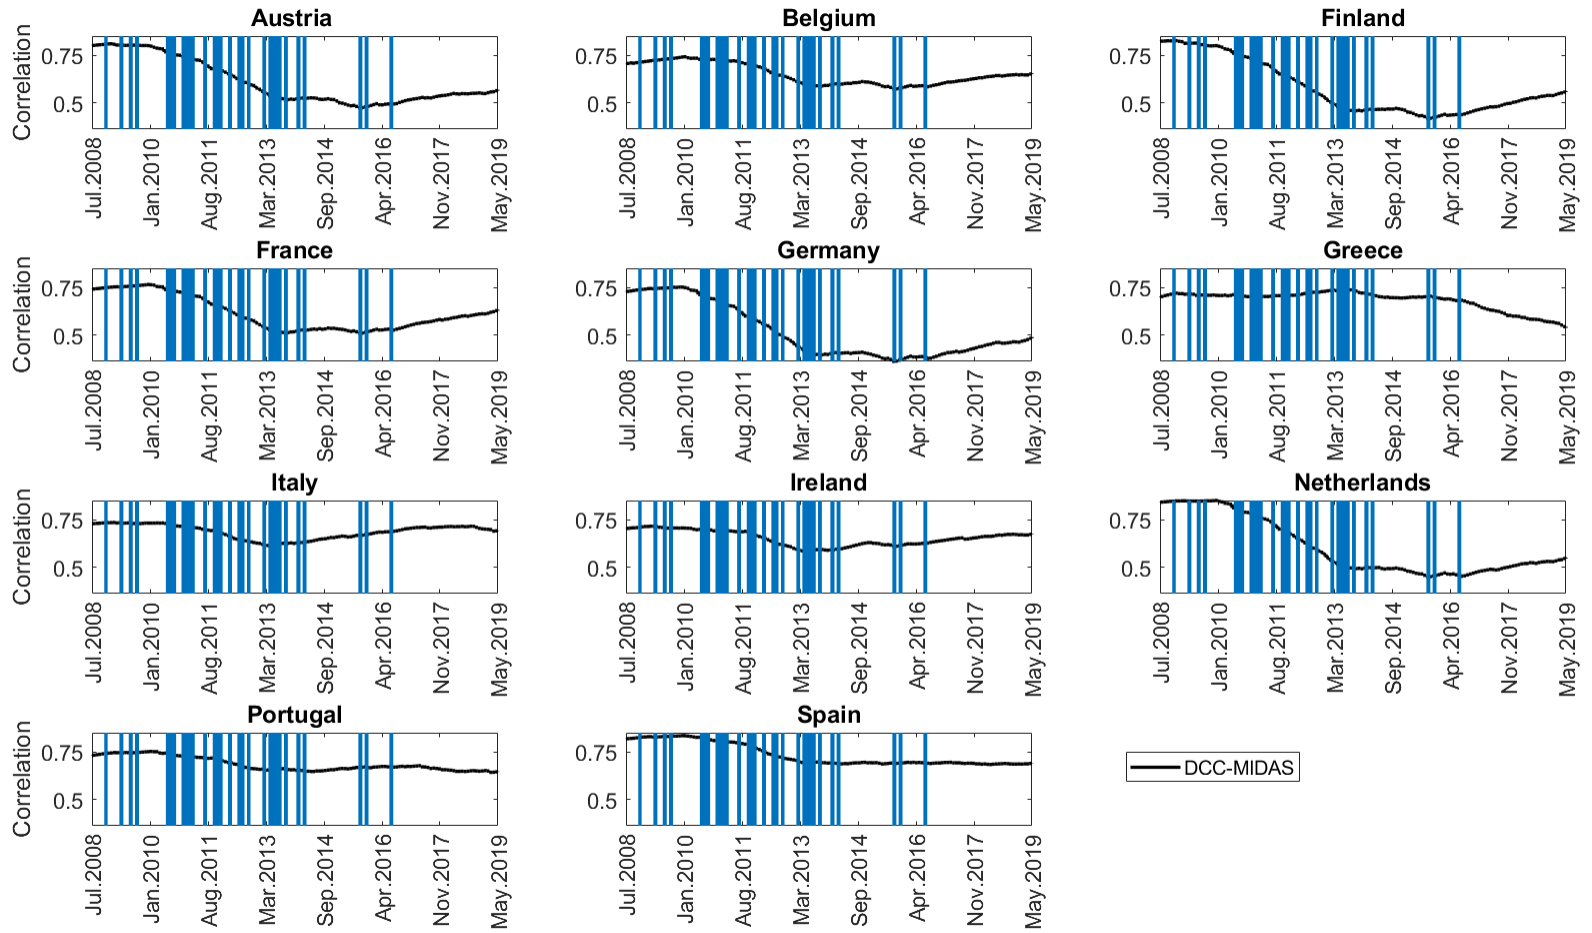 Austria
Belgium
Finland
Correlation
0.75
0.5
Jul.2008
Jan.2010
Aug.2011
Mar.2013
Sep.2014
Apr.2016
Nov.2017
May.2019
0.75
0.5
Jul.2008
Jan.2010
Aug.2011
Mar.2013
Sep.2014
Apr.2016
Nov.2017
May.2019
0.75
0.5
Jul.2008
Jan.2010
Aug.2011
Mar.2013
Sep.2014
Apr.2016
Nov.2017
May.2019
France
Germany
Greece
Correlation
0.75
0.5
Jul.2008
Jan.2010
Aug.2011
Mar.2013
Sep.2014
Apr.2016
Nov.2017
May.2019
0.75
0.5
Jul.2008
Jan.2010
Aug.2011
Mar.2013
Sep.2014
Apr.2016
Nov.2017
May.2019
0.75
0.5
Jul.2008
Jan.2010
Aug.2011
Mar.2013
Sep.2014
Apr.2016
Nov.2017
May.2019
Italy
Ireland
Netherlands
Correlation
0.75
0.5
Jul.2008
Jan.2010
Aug.2011
Mar.2013
Sep.2014
Apr.2016
Nov.2017
May.2019
0.75
0.5
Jul.2008
Jan.2010
Aug.2011
Mar.2013
Sep.2014
Apr.2016
Nov.2017
May.2019
0.75
0.5
Jul.2008
Jan.2010
Aug.2011
Mar.2013
Sep.2014
Apr.2016
Nov.2017
May.2019
Portugal
Spain
Correlation
0.75
0.5
Jul.2008
Jan.2010
Aug.2011
Mar.2013
Sep.2014
Apr.2016
Nov.2017
May.2019
0.75
0.5
Jul.2008
Jan.2010
Aug.2011
Mar.2013
Sep.2014
Apr.2016
Nov.2017
May.2019
DCC-MIDAS